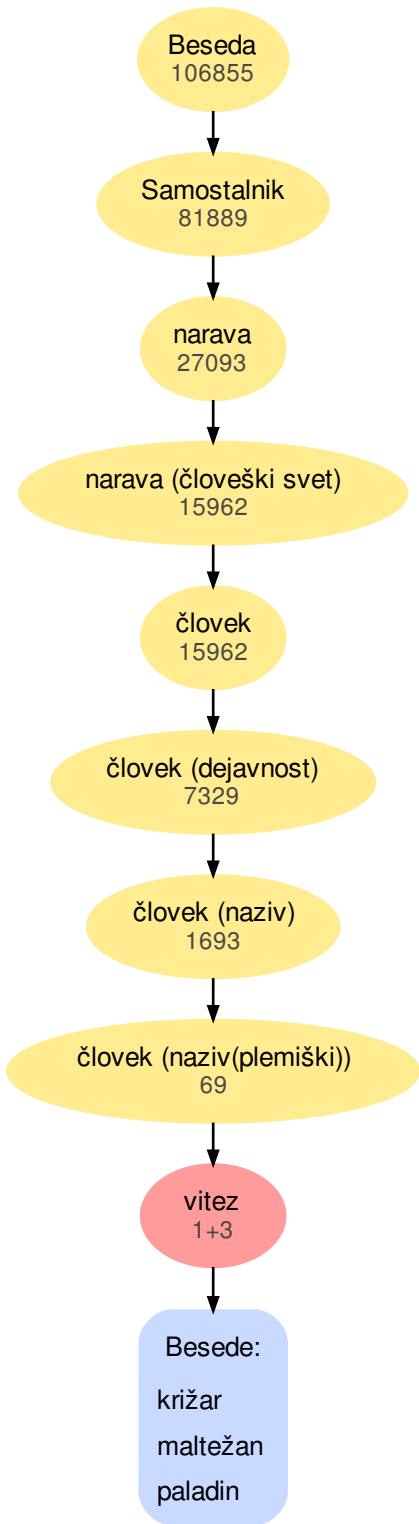 Beseda
106855
Samostalnik
81889
narava
27093
narava (človeški svet)
15962
človek
15962
človek (dejavnost)
7329
človek (naziv)
1693
človek (naziv(plemiški))
69
vitez
1+3
Besede:
križar
maltežan
paladin